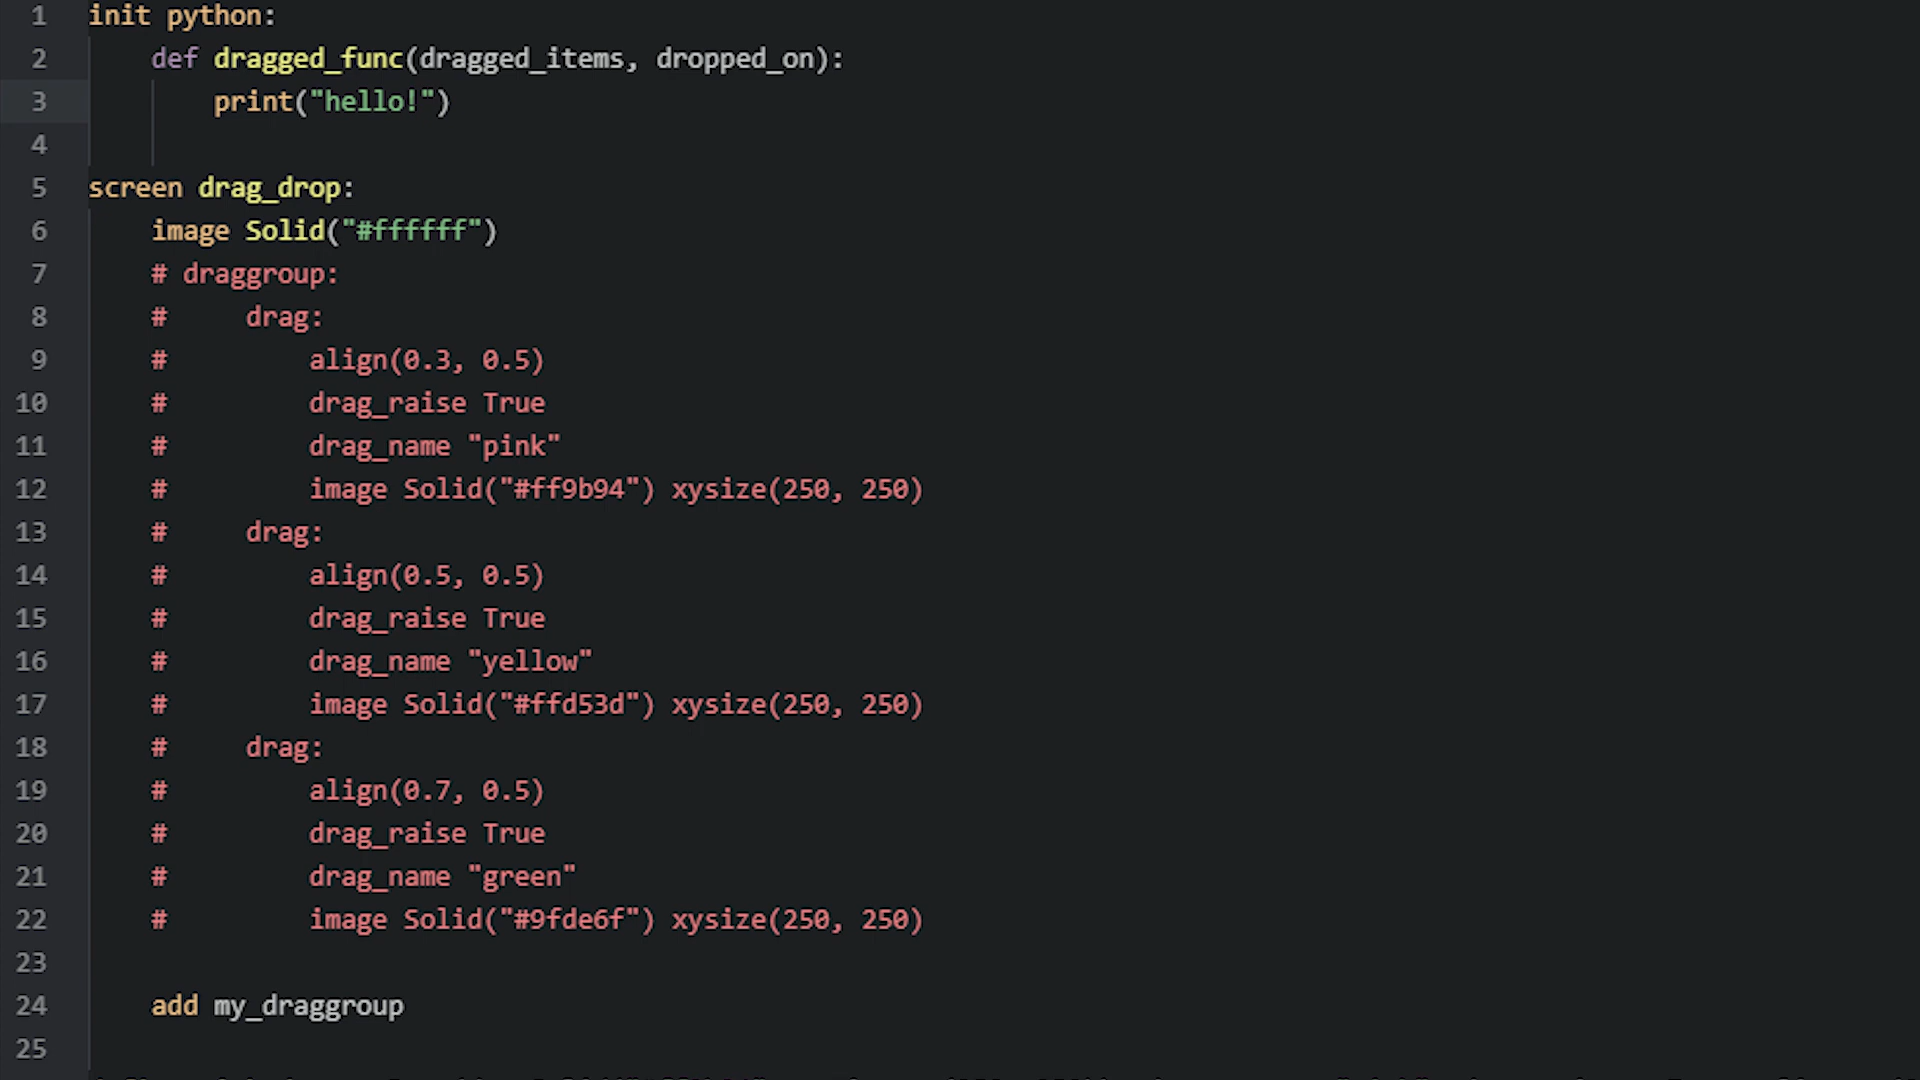 1 init python:
2 def dragged_func(dragged_items, dropped_on):
3 print("hello!")
4
5 screen drag_drop:
6 image Solid("#ffffff")
7 # draggroup:
8 # drag:
9 # align(0.3, 0.5)
10 # drag_raise True
11 # drag_name "pink"
12 # image Solid("#ff9b94") xysize(250, 250)
13 # drag:
14 # align(0.5, 0.5)
15 # drag_raise True
16 # drag_name "yellow"
17 # image Solid("#ffd53d") xysize(250, 250)
18 # drag:
19 # align(0.7, 0.5)
20 # drag_raise True
21 # drag_name "green"
22 # image Solid("#9fde6f") xysize(250, 250)
23
24 add my_draggroup
25